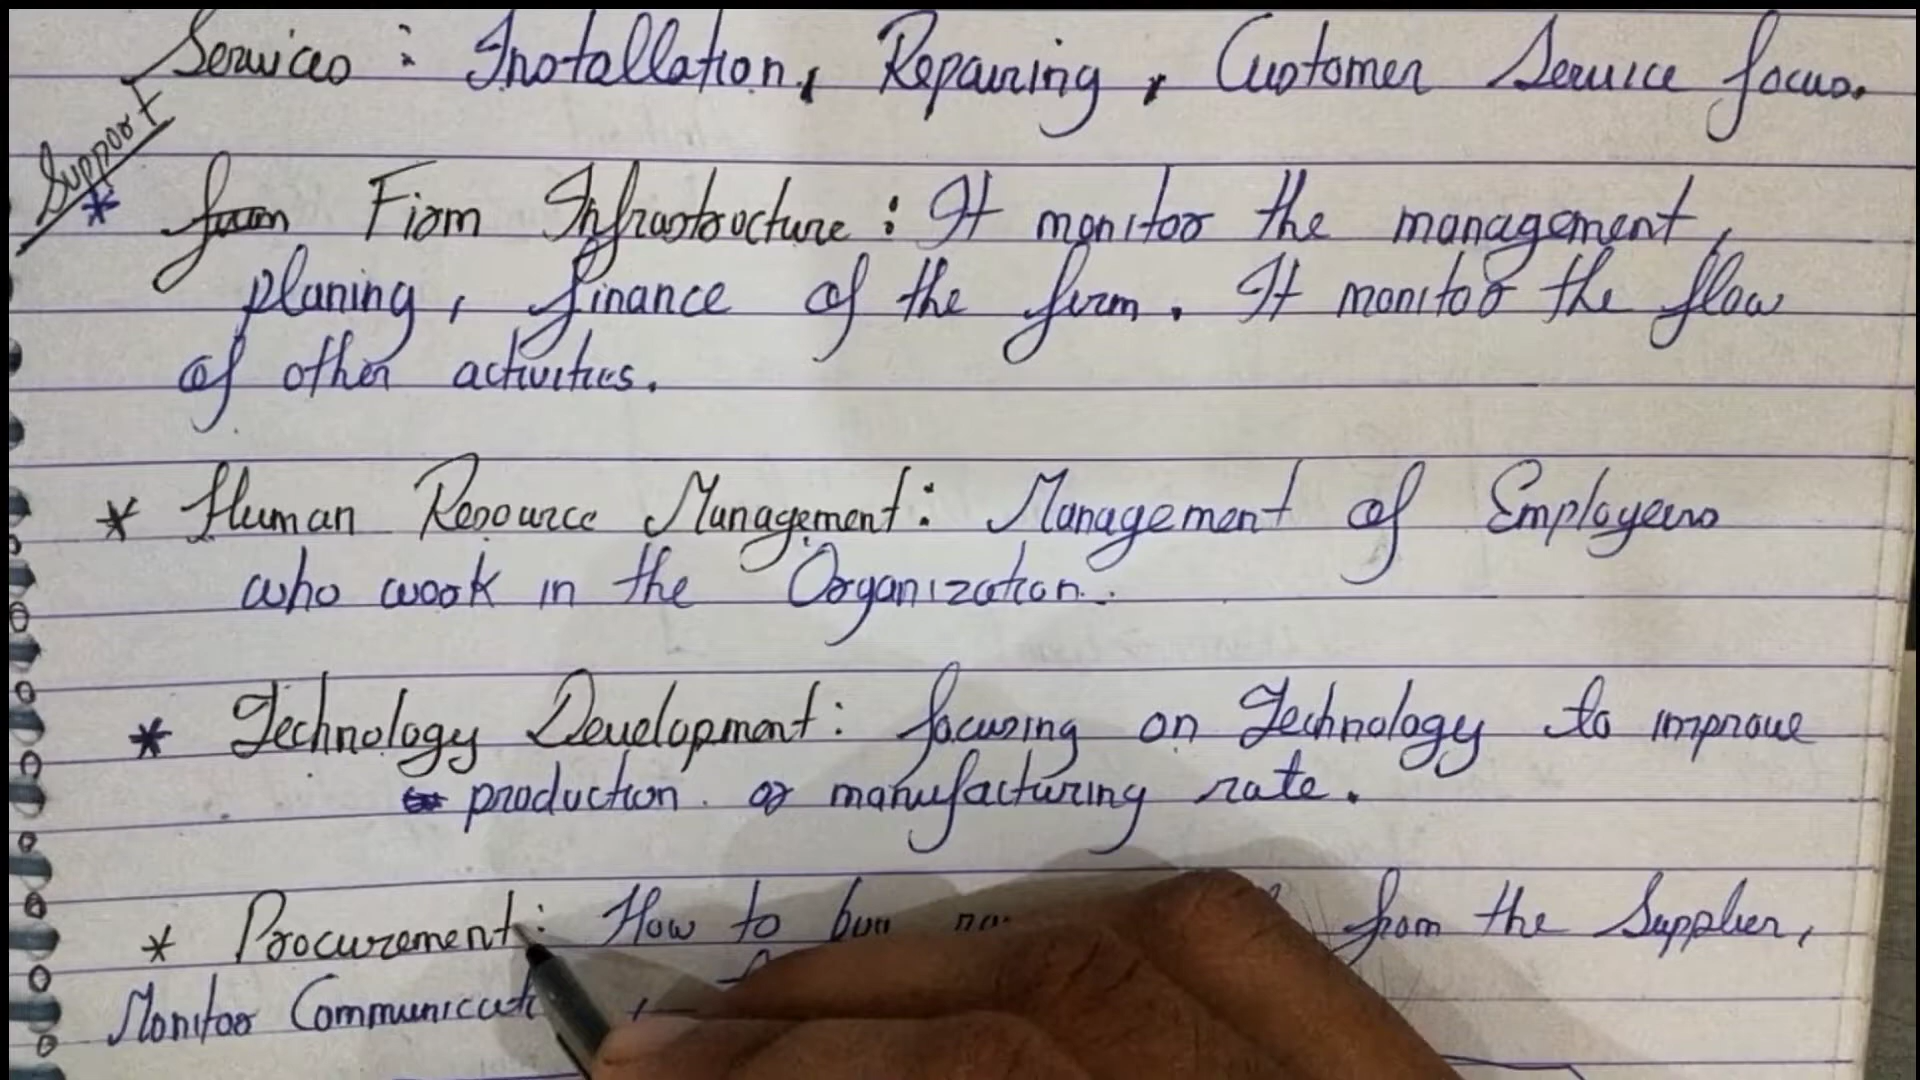 Services : Installation, Repairing, Customer Service focus.
Support
* Firm Infrastructure : It monitor the management,
planing, finance of the firm. It monitor the flow
of other activities.
* Human Resource Management : Management of Employees
who work in the Organization.
* Technology Development : focusing on Technology to improve
production or manufacturing rate.
* Procurement : How to buy from the Supplier,
Monitor